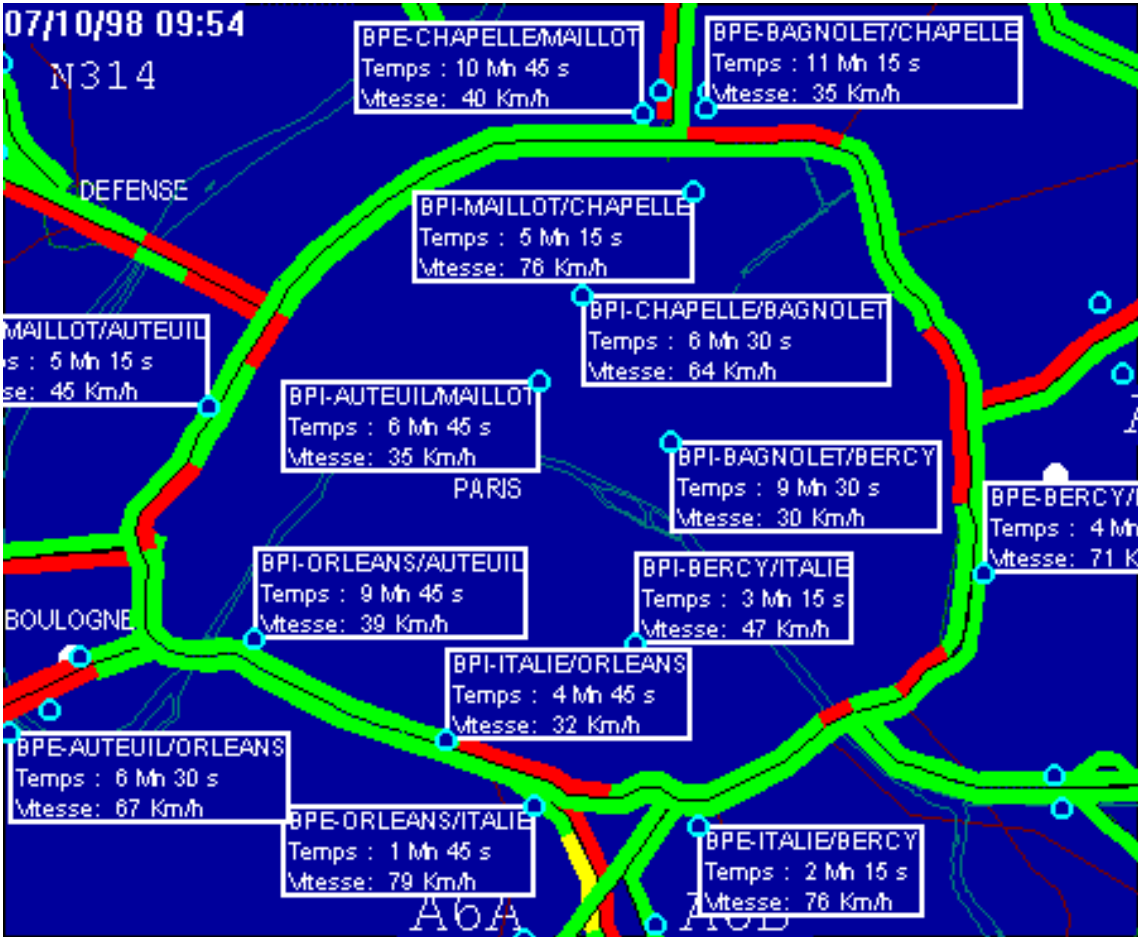 07/10/98 09:54
N314
BPE-CHAPELLE/MAILLOT
Temps : 10 Mn 45 s
Vitesse: 40 Km/h
BPE-BAGNOLET/CHAPELLE
Temps : 11 Mn 15 s
Vitesse: 35 Km/h
DEFENSE
BPI-MAILLOT/CHAPELLE
Temps : 5 Mn 15 s
Vitesse: 76 Km/h
BPI-CHAPELLE/BAGNOLET
Temps : 6 Mn 30 s
Vitesse: 64 Km/h
MAILLOT/AUTEUIL
s : 5 Mn 15 s
se: 45 Km/h
BPI-AUTEUIL/MAILLOT
Temps : 6 Mn 45 s
Vitesse: 35 Km/h
BPI-BAGNOLET/BERCY
Temps : 9 Mn 30 s
Vitesse: 30 Km/h
PARIS
BPE-BERCY/
Temps : 4 Mn
Vitesse: 71 K
BPI-ORLEANS/AUTEUIL
Temps : 9 Mn 45 s
Vitesse: 39 Km/h
BPI-BERCY/ITALIE
Temps : 3 Mn 15 s
Vitesse: 47 Km/h
BOULOGNE
BPI-ITALIE/ORLEANS
Temps : 4 Mn 45 s
Vitesse: 32 Km/h
BPE-AUTEUIL/ORLEANS
Temps : 6 Mn 30 s
Vitesse: 67 Km/h
BPE-ORLEANS/ITALIE
Temps : 1 Mn 45 s
Vitesse: 79 Km/h
BPE-ITALIE/BERCY
Temps : 2 Mn 15 s
Vitesse: 76 Km/h
A6A
A6B